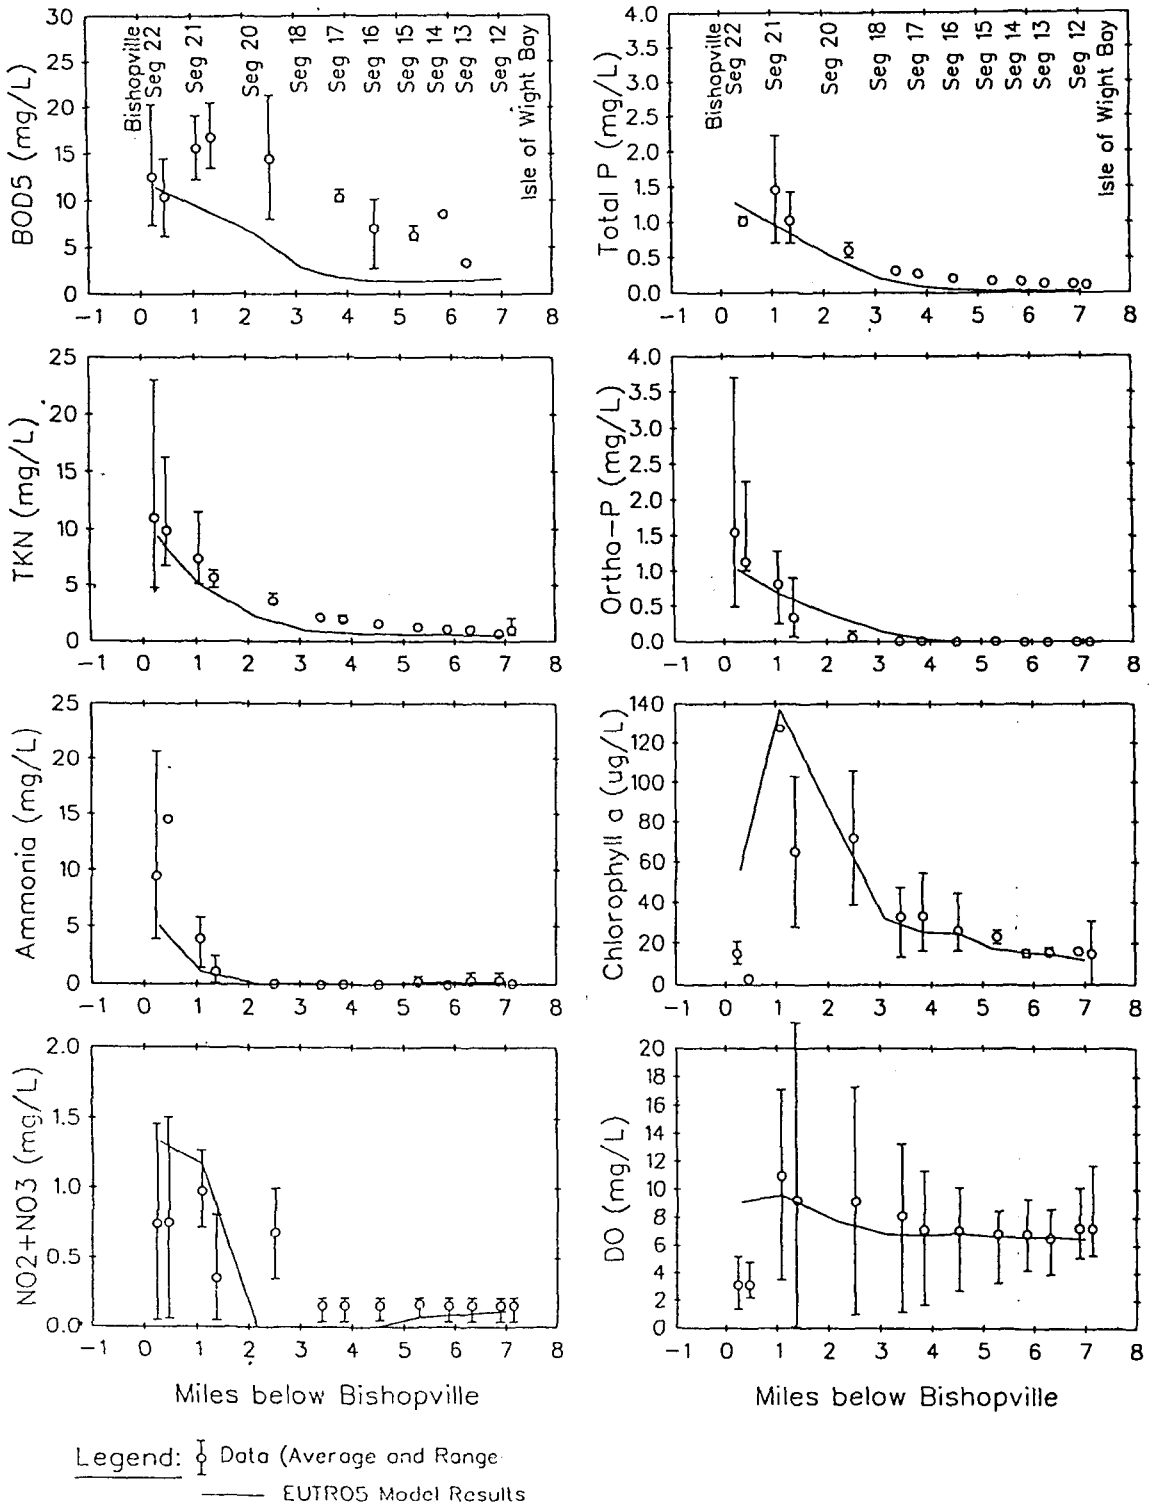 BOD5 (mg/L)
30
25
20
15
10
5
0
Bishopville
Seg 22
Seg 21
Seg 20
Seg 18
Seg 17
Seg 16
Seg 15
Seg 14
Seg 13
Seg 12
Isle of Wight Bay
-1 0 1 2 3 4 5 6 7 8
Total P (mg/L)
4.0
3.5
3.0
2.5
4.0
2.0
1.5
1.0
0.5
0.0
Bishopville
Seg 22
Seg 21
Seg 20
Seg 18
Seg 17
Seg 16
Seg 15
Seg 14
Seg 13
Seg 12
Isle of Wight Bay
-1 0 1 2 3 4 5 6 7 8
TKN (mg/L)
25
20
15
10
5
0
-1 0 1 2 3 4 5 6 7 8
Ortho-P (mg/L)
4.0
3.5
3.0
2.5
2.0
1.5
1.0
0.5
0.0
-1 0 1 2 3 4 5 6 7 8
Ammonia (mg/L)
25
20
15
10
5
0
-1 0 1 2 3 4 5 6 7 8
Chlorophyll a (ug/L)
140
120
100
80
60
40
20
0
-1 0 1 2 3 4 5 6 7 8
NO2+NO3 (mg/L)
2.0
1.5
1.0
0.5
0.0
-1 0 1 2 3 4 5 6 7 8
Miles below Bishopville
DO (mg/L)
20
18
16
14
12
10
8
6
4
2
0
-1 0 1 2 3 4 5 6 7 8
Miles below Bishopville
Legend: Data (Average and Range
EUTRO5 Model Results